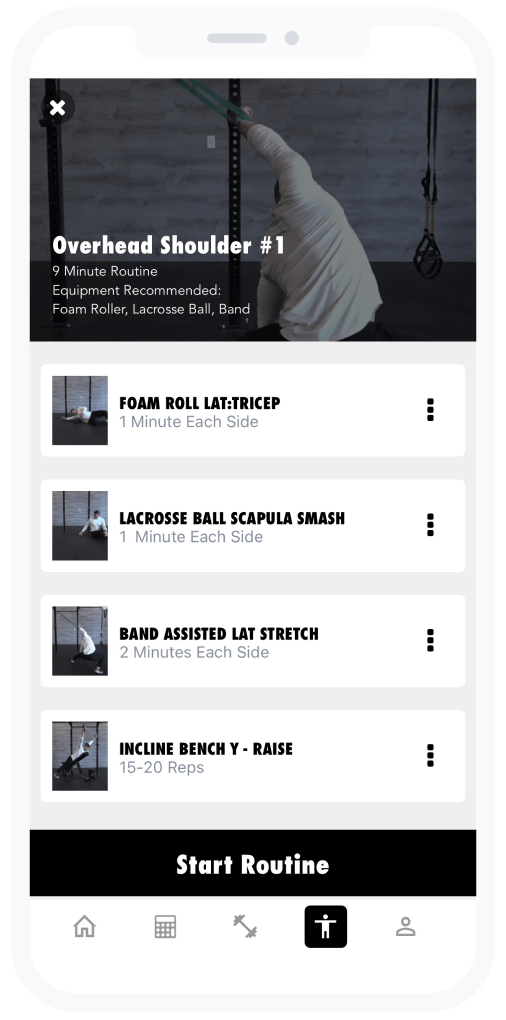 Overhead Shoulder #1
9 Minute Routine
Equipment Recommended:
Foam Roller, Lacrosse Ball, Band
FOAM ROLL LAT:TRICEP
1 Minute Each Side
LACROSSE BALL SCAPULA SMASH
1  Minute Each Side
BAND ASSISTED LAT STRETCH
2 Minutes Each Side
INCLINE BENCH Y - RAISE
15-20 Reps
Start Routine